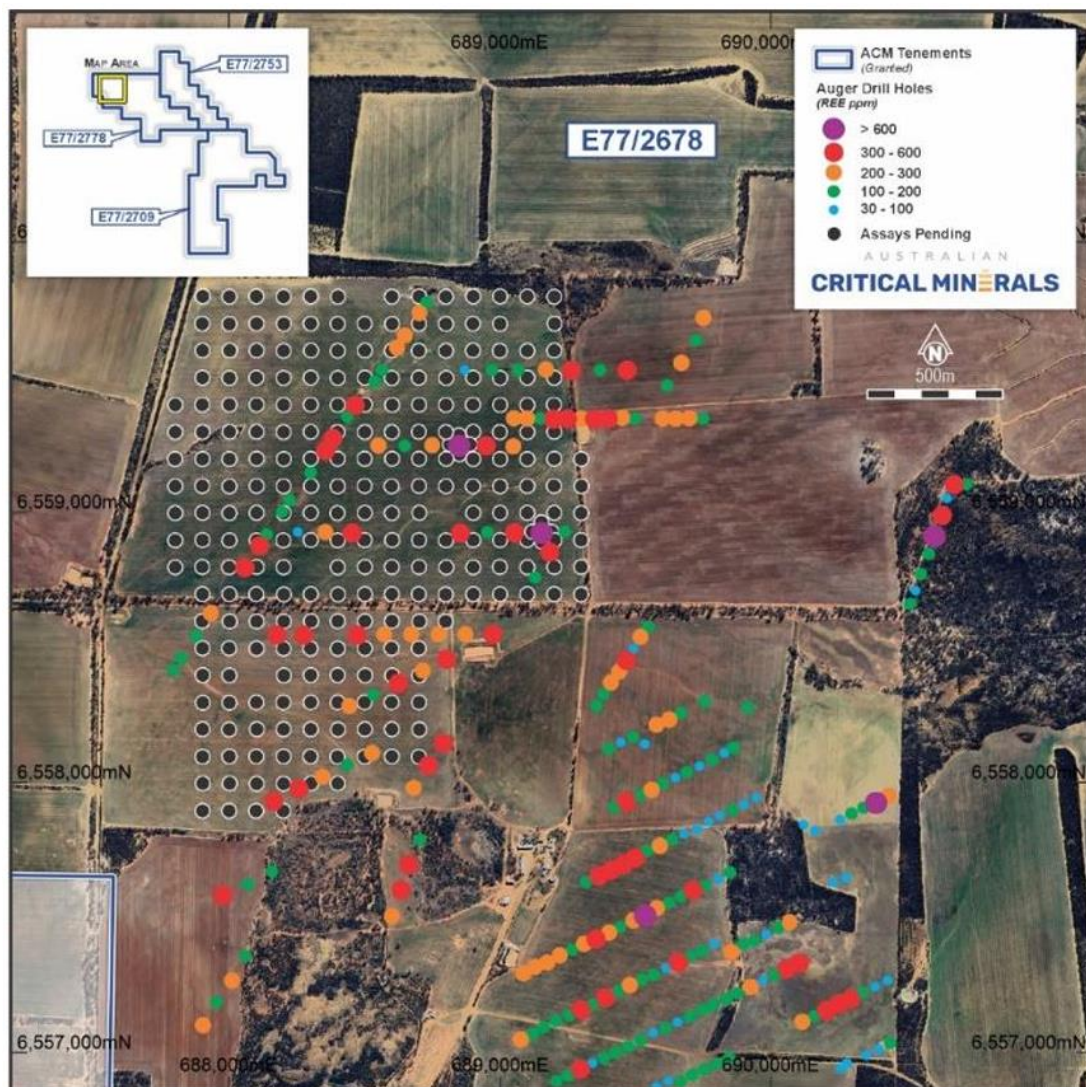 689,000mE
690,000mE
MAP AREA
E77/2753
E77/2778
E77/2709
E77/2678
ACM Tenements
(Granted)
Auger Drill Holes
(REE ppm)
> 600
300 - 600
200 - 300
100 - 200
30 - 100
Assays Pending
AUSTRALIAN
CRITICAL MINERALS
N
500m
6,559,000mN
6,559,000mN
6,558,000mN
6,558,000mN
6,557,000mN
6,557,000mN
688,000mE
689,000mE
690,000mE